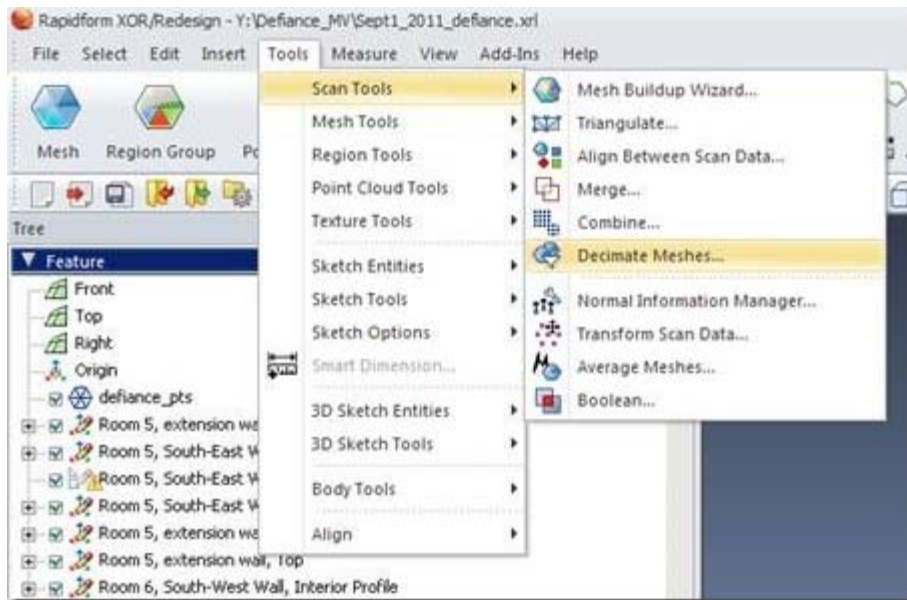 Rapidform XOR/Redesign - Y:\Defiance_MV\Sept1_2011_defiance.xrl
File Select Edit Insert Tools Measure View Add-Ins Help
Mesh Region Group
Scan Tools
Mesh Tools
Region Tools
Point Cloud Tools
Texture Tools
Sketch Entities
Sketch Tools
Sketch Options
Smart Dimension...
3D Sketch Entities
3D Sketch Tools
Body Tools
Align
Mesh Buildup Wizard...
Triangulate...
Align Between Scan Data...
Merge...
Combine...
Decimate Meshes...
Normal Information Manager...
Transform Scan Data...
Average Meshes...
Boolean...
Tree
Feature
Front
Top
Right
Origin
defiance_pts
Room 5, extension
Room 5, South-East
Room 5, South-East
Room 5, South-East
Room 5, extension
Room 5, extension wall, Top
Room 6, South-West Wall, Interior Profile